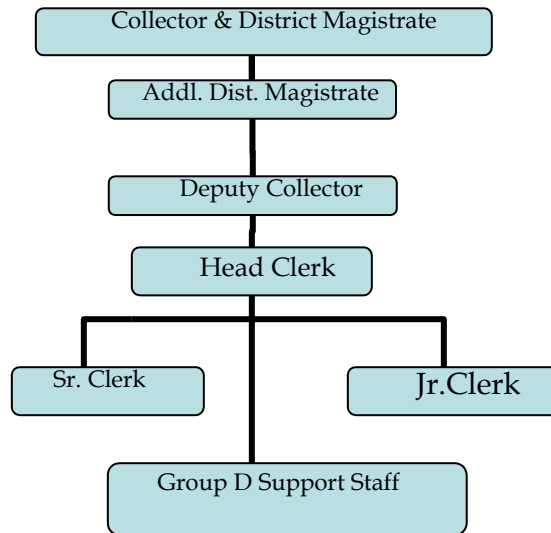 Collector & District Magistrate
Addl. Dist. Magistrate
Deputy Collector
Head Clerk
Sr. Clerk
Jr.Clerk
Group D Support Staff